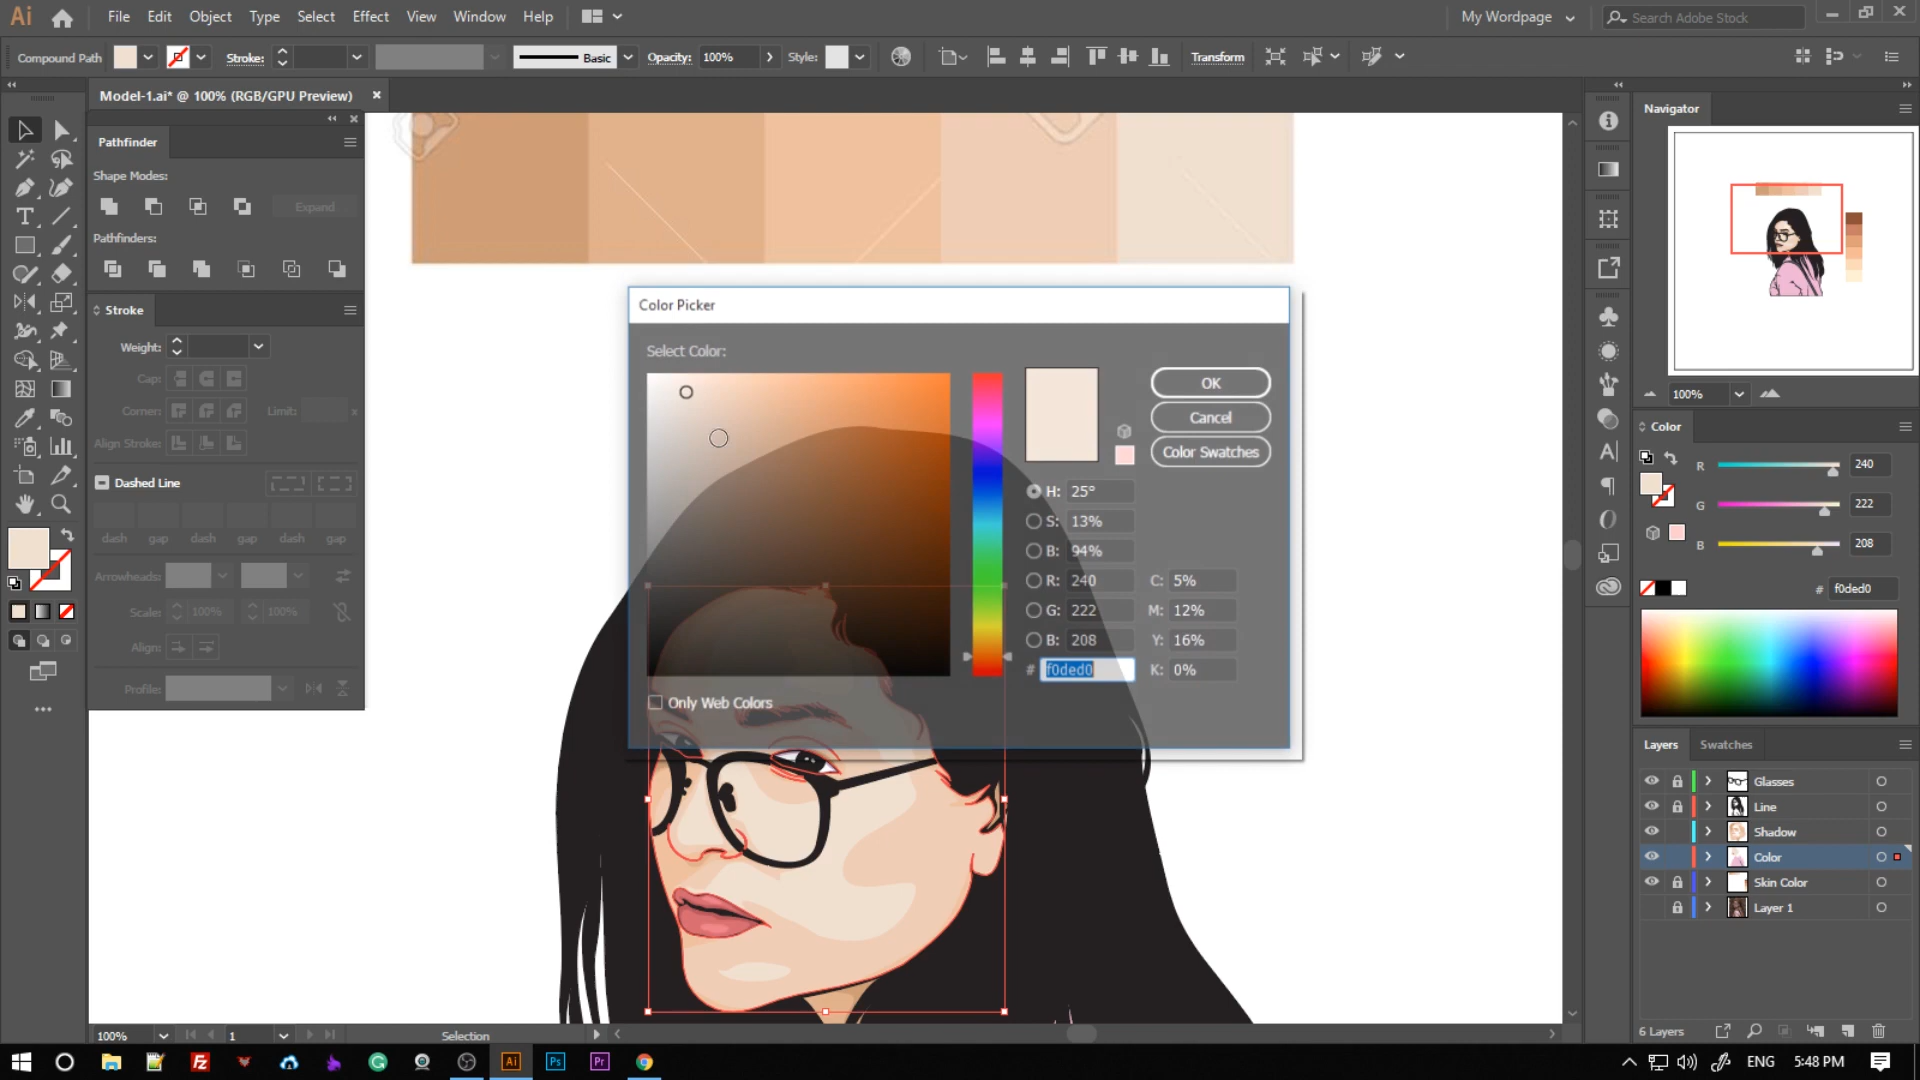 Ai File Edit Object Type Select Effect View Window Help My Wordpage Search Adobe Stock
Compound Path Stroke: Basic Opacity: 100% Style: Transform
Model-1.ai* @ 100% (RGB/GPU Preview)
Pathfinder
Shape Modes:
Expand
Pathfinders:
Stroke
Weight:
Cap:
Corner: Limit: x
Align Stroke:
Dashed Line
dash gap dash gap dash gap
Arrowheads:
Scale: 100% 100%
Align:
Profile:
Color Picker
Select Color:
OK
Cancel
Color Swatches
H: 25°
S: 13%
B: 94%
R: 240 C: 5%
G: 222 M: 12%
B: 208 Y: 16%
# f0ded0 K: 0%
Only Web Colors
Navigator
100%
Color
R 240
G 222
B 208
# f0ded0
Layers Swatches
Glasses
Line
Shadow
Color
Skin Color
Layer 1
6 Layers
100% 1 Selection
Ai Ps Pr ENG 5:48 PM